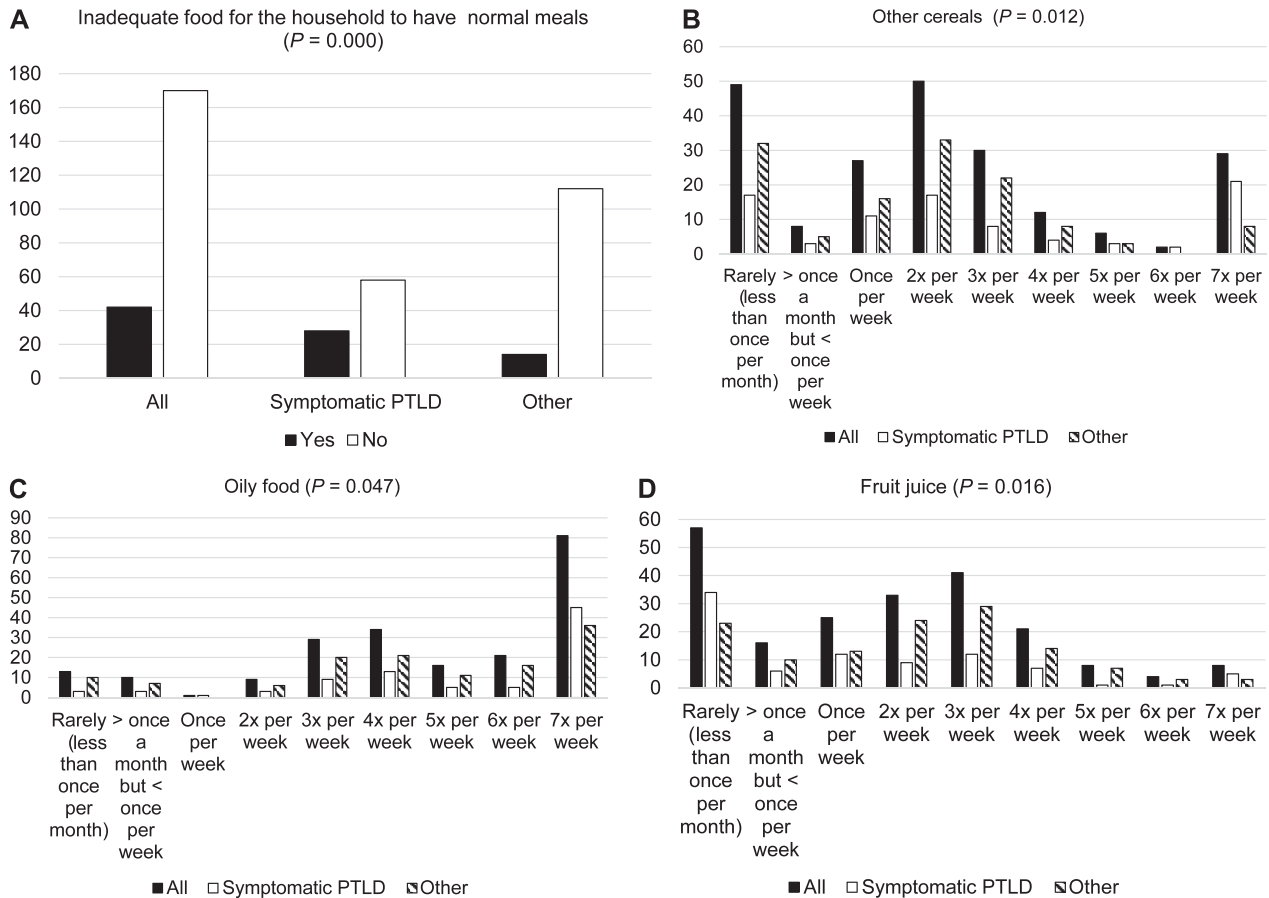 A
Inadequate food for the household to have normal meals
(P = 0.000)
180
160
140
120
100
80
60
40
20
0
All
Symptomatic PTLD
Other
Yes
No
B
Other cereals (P = 0.012)
60
50
40
30
20
10
0
Rarely
(less
than
once
per
month)
> once
a
month
but <
once
per
week
Once
per
week
2x per
week
3x per
week
4x per
week
5x per
week
6x per
week
7x per
week
All
Symptomatic PTLD
Other
C
Oily food (P = 0.047)
90
80
70
60
50
40
30
20
10
0
Rarely
(less
than
once
per
month)
> once
a
month
but <
once
per
week
Once
per
week
2x per
week
3x per
week
4x per
week
5x per
week
6x per
week
7x per
week
All
Symptomatic PTLD
Other
D
Fruit juice (P = 0.016)
60
50
40
30
20
10
0
Rarely
(less
than
once
per
month)
> once
a
month
but <
once
per
week
Once
per
week
2x per
week
3x per
week
4x per
week
5x per
week
6x per
week
7x per
week
All
Symptomatic PTLD
Other